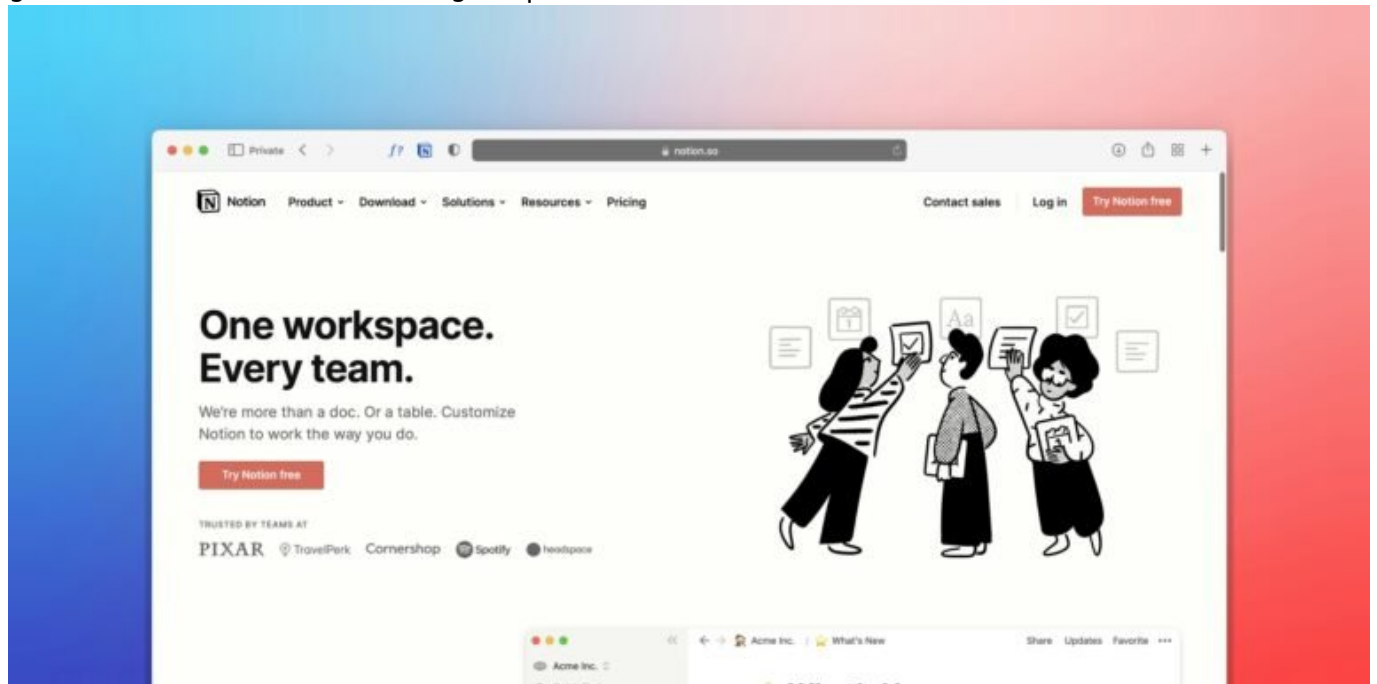 Private
notion.so
Notion
Product
Download
Solutions
Resources
Pricing
Contact sales
Log in
Try Notion free
One workspace.
Every team.
We're more than a doc. Or a table. Customize
Notion to work the way you do.
Try Notion free
TRUSTED BY TEAMS AT
PIXAR
TravelPerk
Cornershop
Spotify
headspace
Aa
1
Acme Inc.
What's New
Share
Updates
Favorite
Acme Inc.